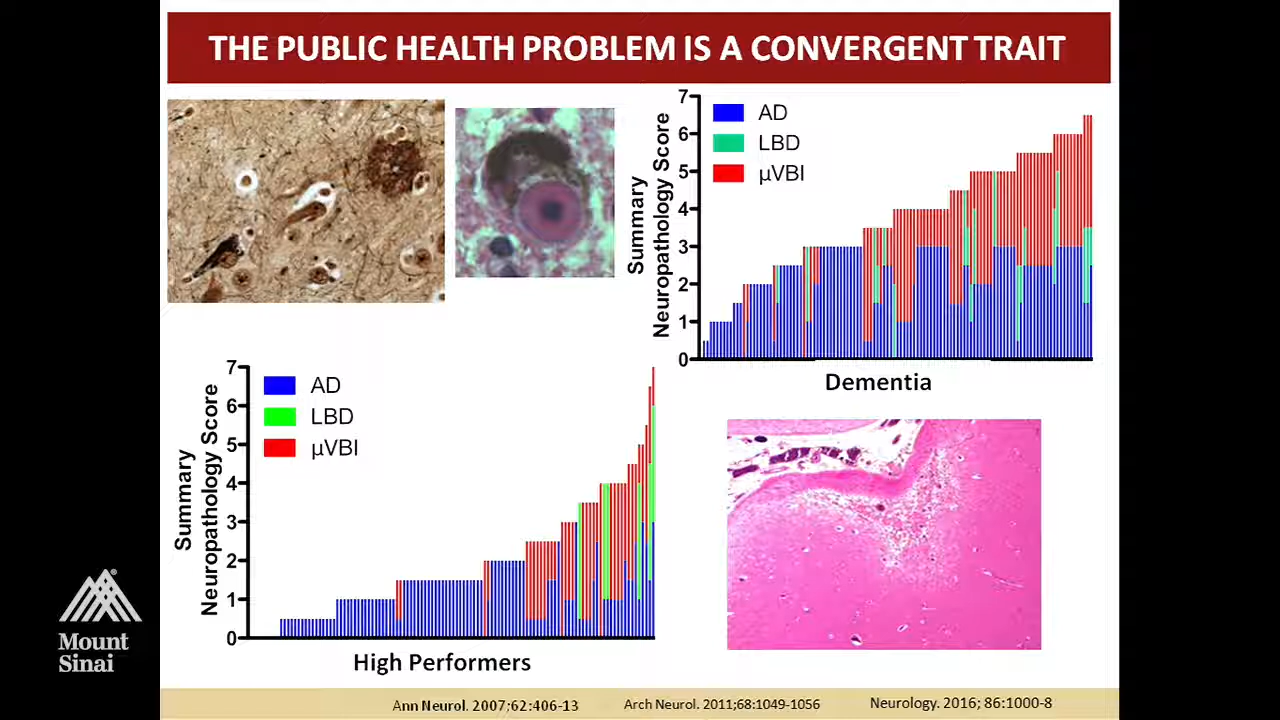 THE PUBLIC HEALTH PROBLEM IS A CONVERGENT TRAIT
Summary
Neuropathology Score
7
6
5
4
3
2
1
0
AD
LBD
µVBI
Dementia
Summary
Neuropathology Score
7
6
5
4
3
2
1
0
AD
LBD
µVBI
High Performers
Mount
Sinai
Ann Neurol. 2007;62:406-13
Arch Neurol. 2011;68:1049-1056
Neurology. 2016; 86:1000-8